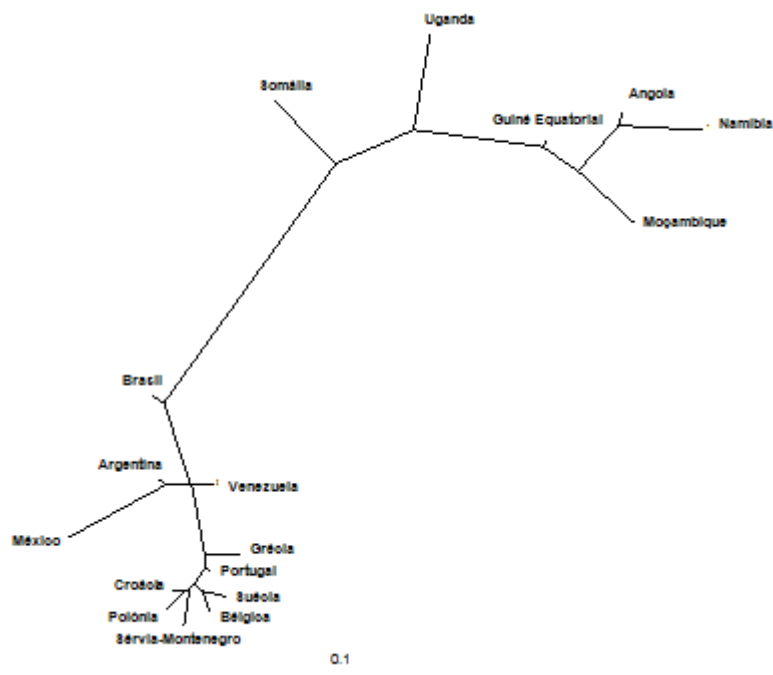 Uganda
Somália
Angola
Guiné Equatorial
Namíbia
Moçambique
Brasil
Argentina
Venezuela
México
Grécia
Portugal
Croácia
Suécia
Polónia
Bélgica
Sérvia-Montenegro
0.1